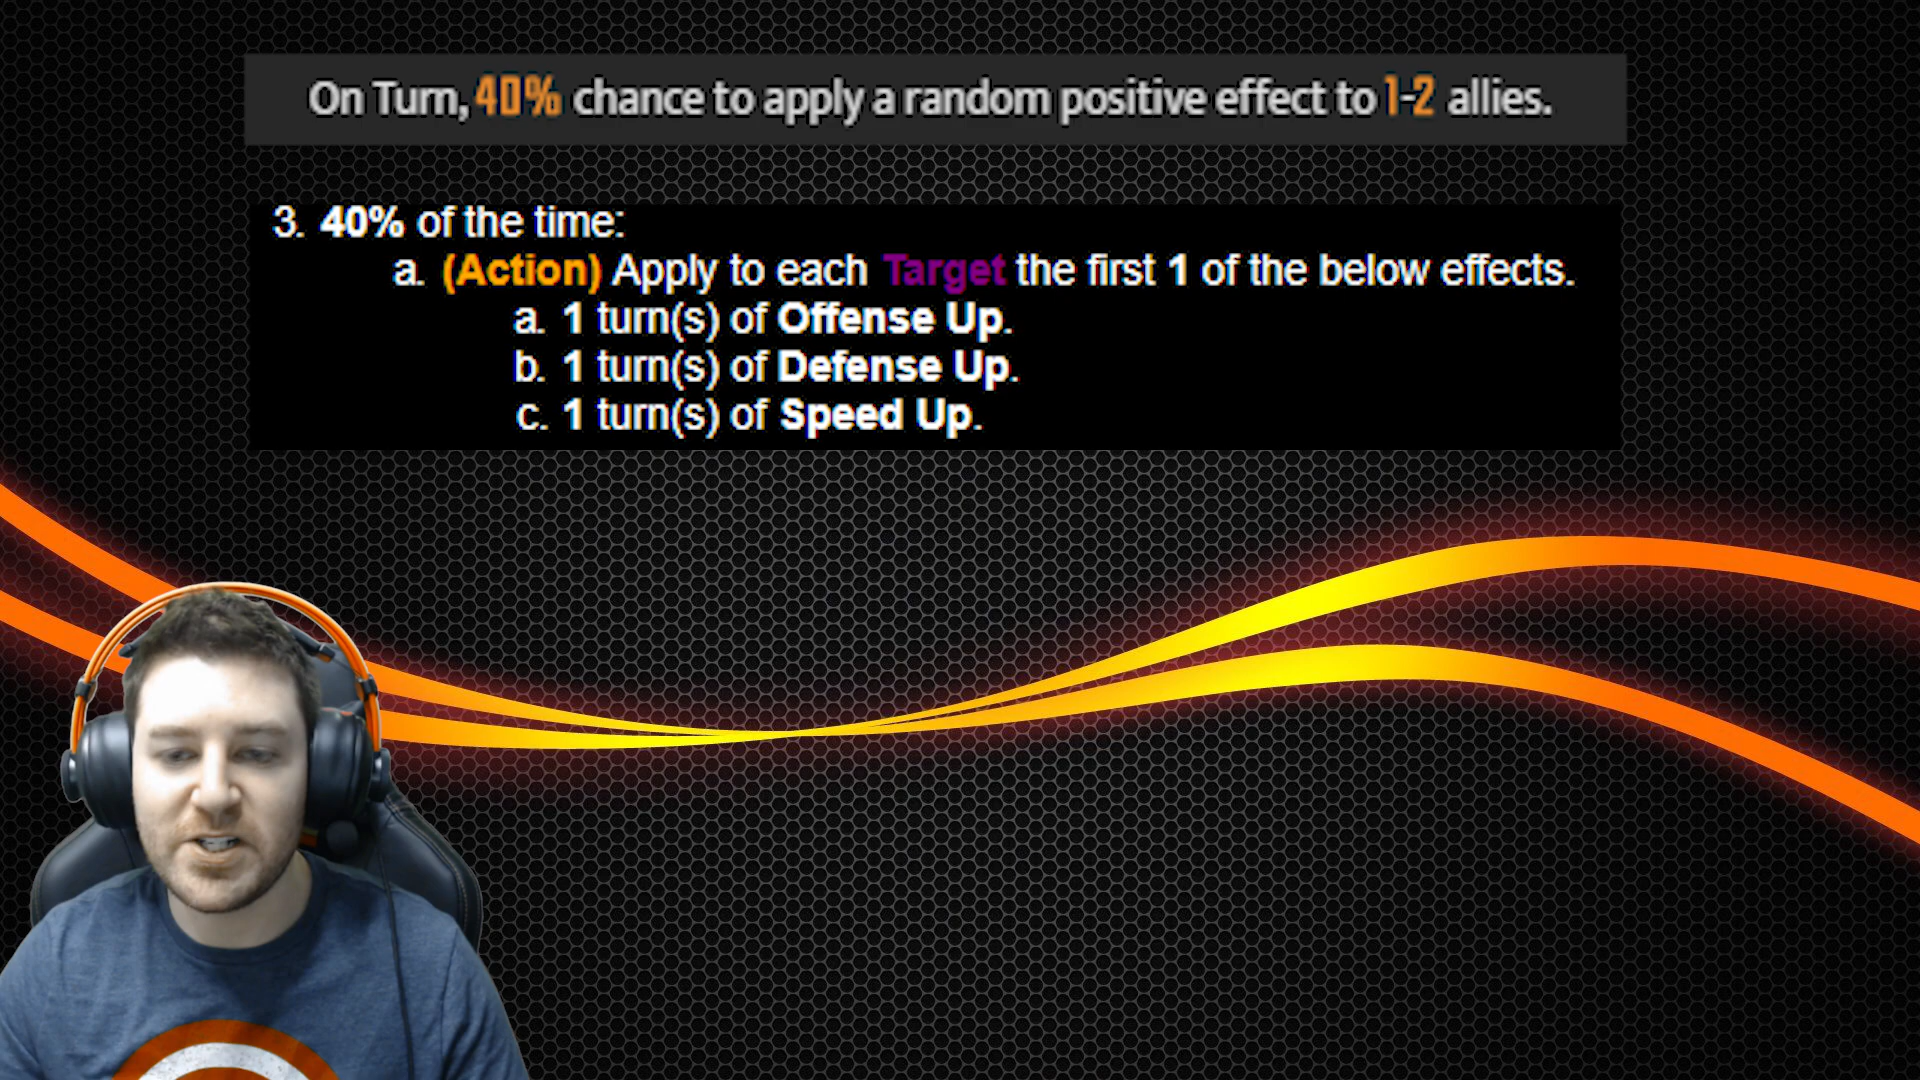 On Turn, 40% chance to apply a random positive effect to 1-2 allies.
3. 40% of the time:
a. (Action) Apply to each Target the first 1 of the below effects.
a. 1 turn(s) of Offense Up.
b. 1 turn(s) of Defense Up.
c. 1 turn(s) of Speed Up.